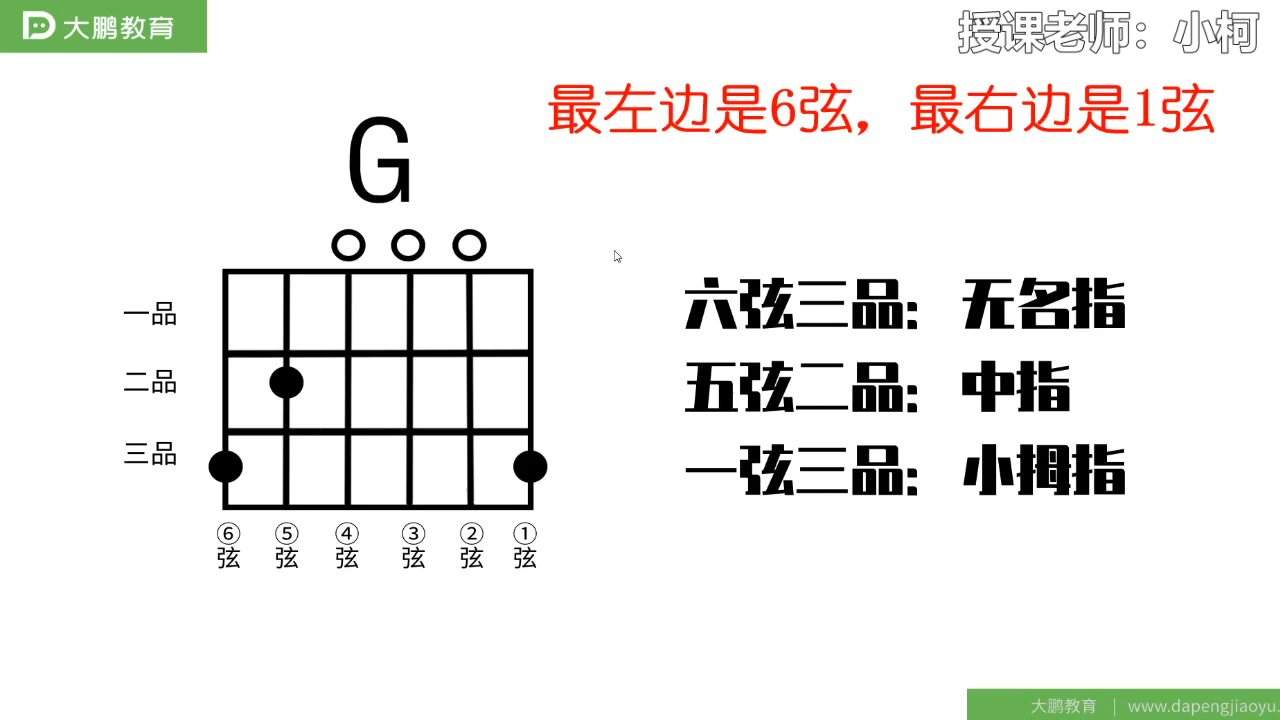 大鹏教育
授课老师：小柯
最左边是6弦，最右边是1弦
G
一品
二品
三品
⑥ ⑤ ④ ③ ② ①
弦 弦 弦 弦 弦 弦
六弦三品：无名指
五弦二品：中指
一弦三品：小拇指
大鹏教育 | www.dapengjiaoyu.